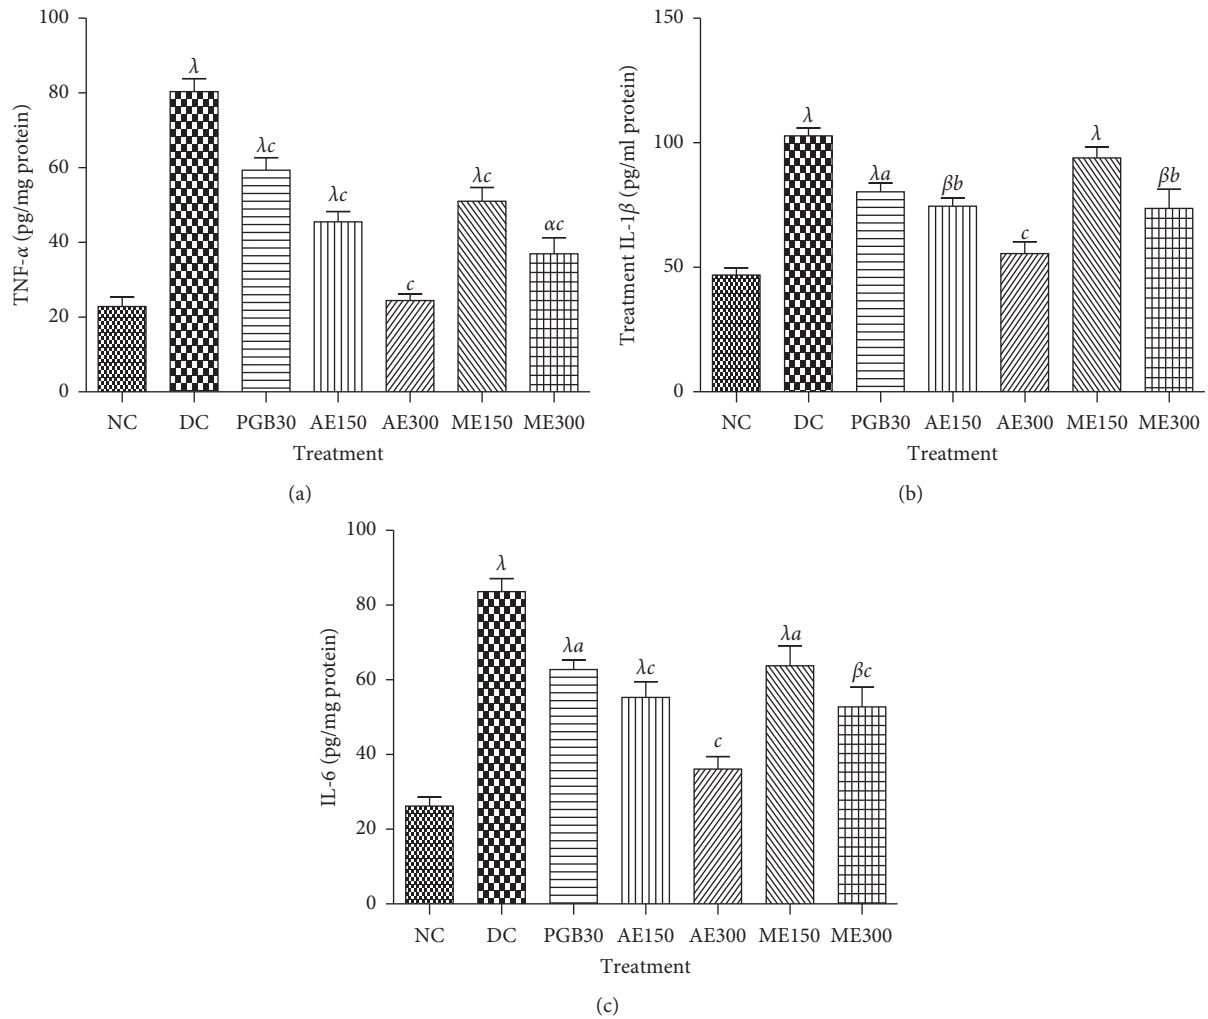 100
80
60
40
20
0
TNF-α (pg/mg protein)
λ
λc
λc
c
λc
αc
NC DC PGB30 AE150 AE300 ME150 ME300
Treatment
(a)
150
100
50
0
Treatment IL-1β (pg/ml protein)
λ
λa
βb
c
λ
βb
NC DC PGB30 AE150 AE300 ME150 ME300
Treatment
(b)
100
80
60
40
20
0
IL-6 (pg/mg protein)
λ
λa
λc
c
λa
βc
NC DC PGB30 AE150 AE300 ME150 ME300
Treatment
(c)